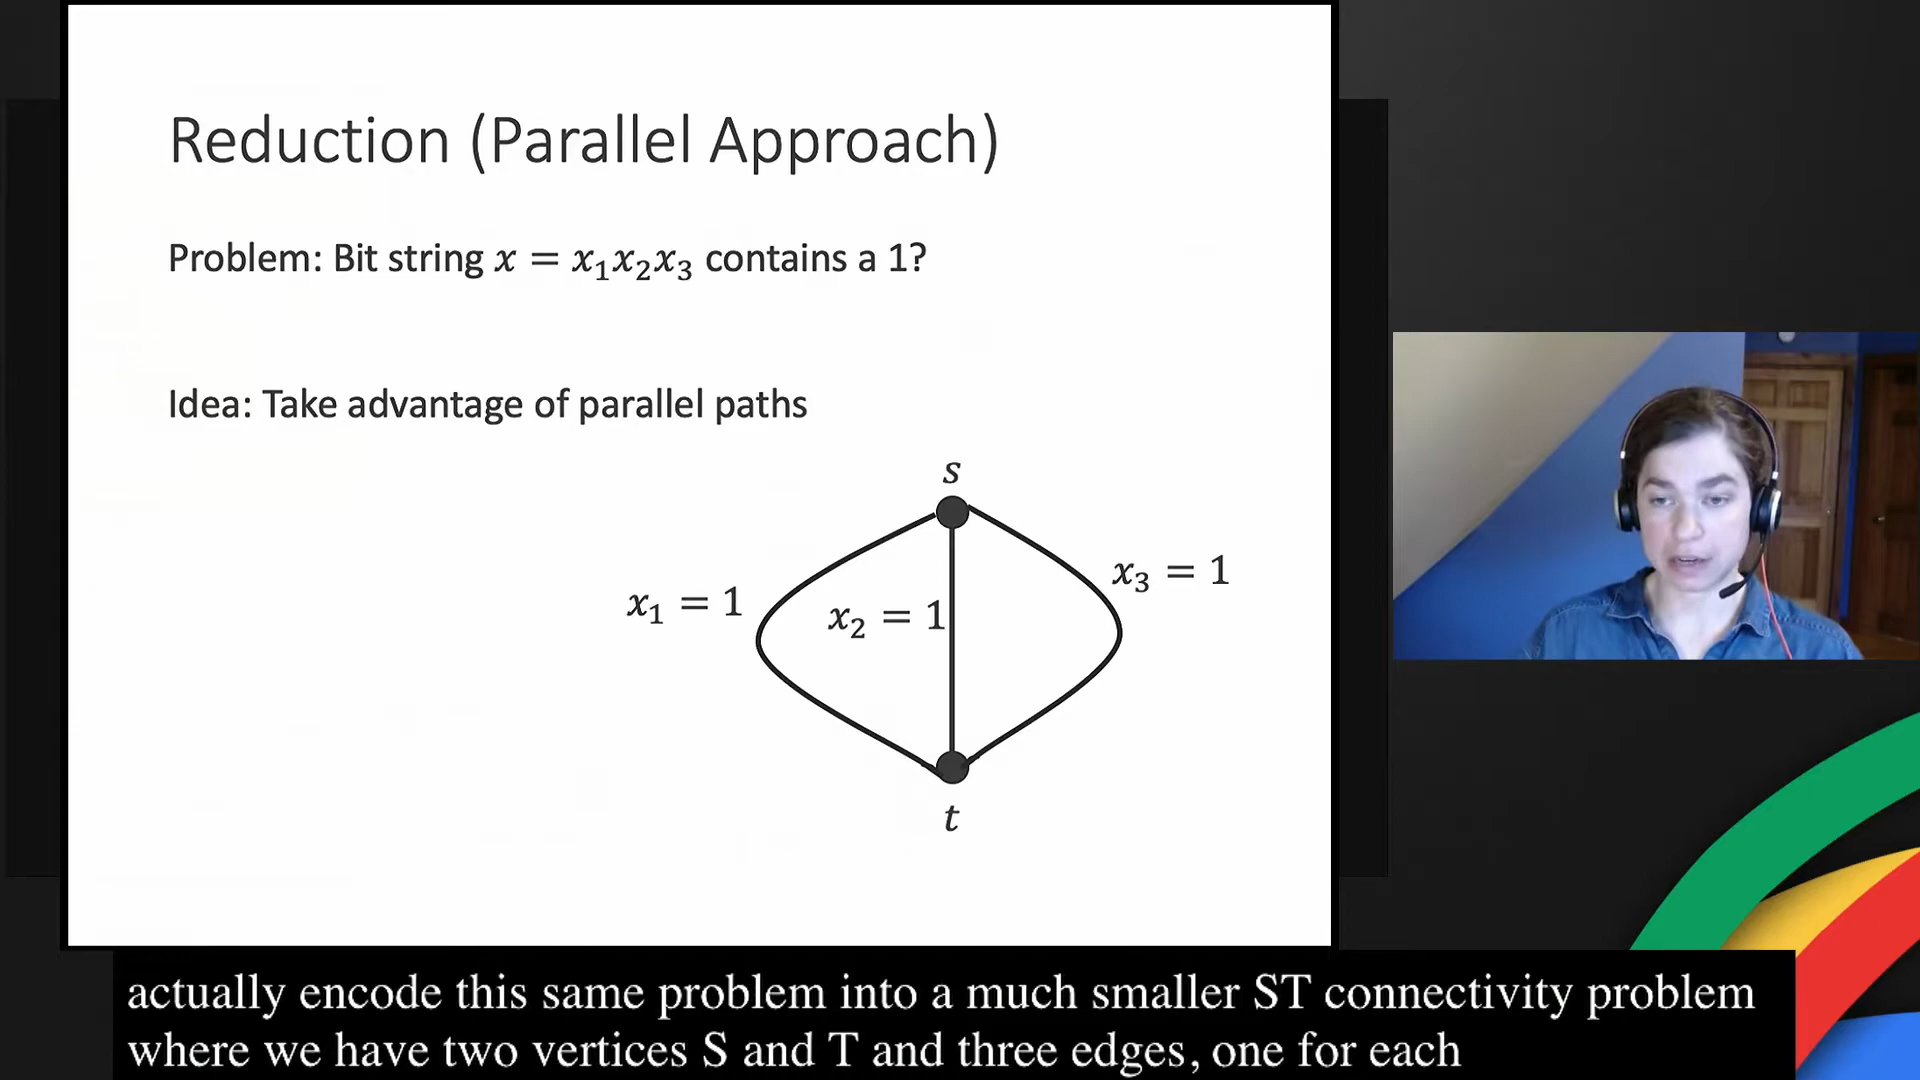 Reduction (Parallel Approach)
Problem: Bit string x = x₁x₂x₃ contains a 1?
Idea: Take advantage of parallel paths
s
x₃ = 1
x₁ = 1
x₂ = 1
t
actually encode this same problem into a much smaller ST connectivity problem
where we have two vertices S and T and three edges, one for each